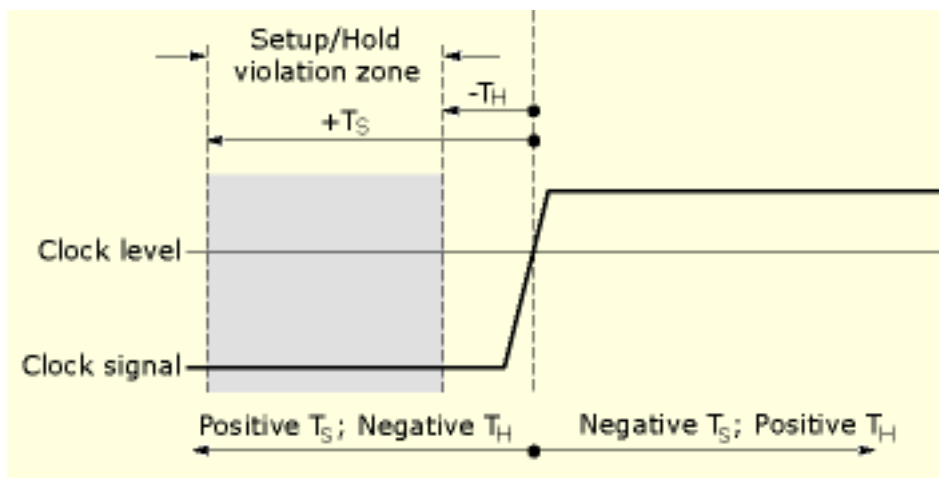 Setup/Hold
violation zone
-TH
+TS
Clock level
Clock signal
Positive TS; Negative TH
Negative TS; Positive TH